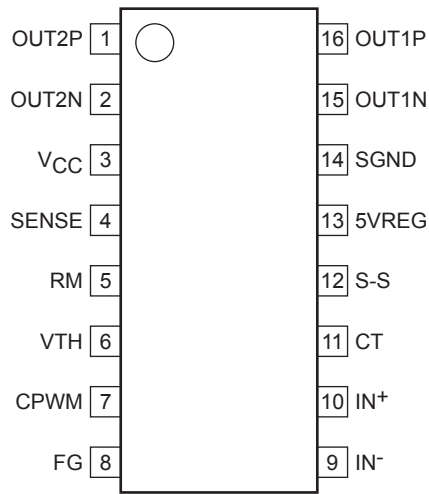 OUT2P 1 16 OUT1P
OUT2N 2 15 OUT1N
VCC 3 14 SGND
SENSE 4 13 5VREG
RM 5 12 S-S
VTH 6 11 CT
CPWM 7 10 IN+
FG 8 9 IN-